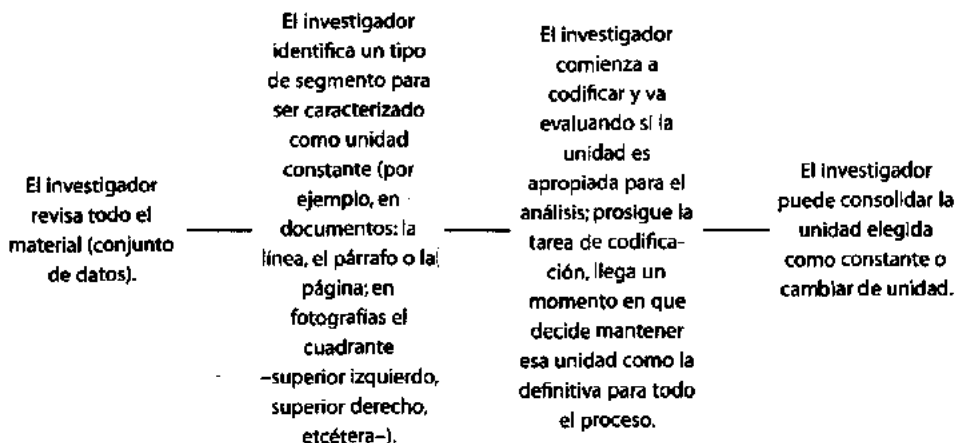 El investigador
revisa todo el
material (conjunto
de datos).
El investigador
identifica un tipo
de segmento para
ser caracterizado
como unidad
constante (por
ejemplo, en
documentos: la
línea, el párrafo o la
página; en
fotografías el
cuadrante
–superior izquierdo,
superior derecho,
etcétera–).
El investigador
comienza a
codificar y va
evaluando si la
unidad es
apropiada para el
análisis; prosigue la
tarea de codifica-
ción, llega un
momento en que
decide mantener
esa unidad como la
definitiva para todo
el proceso.
El investigador
puede consolidar la
unidad elegida
como constante o
cambiar de unidad.